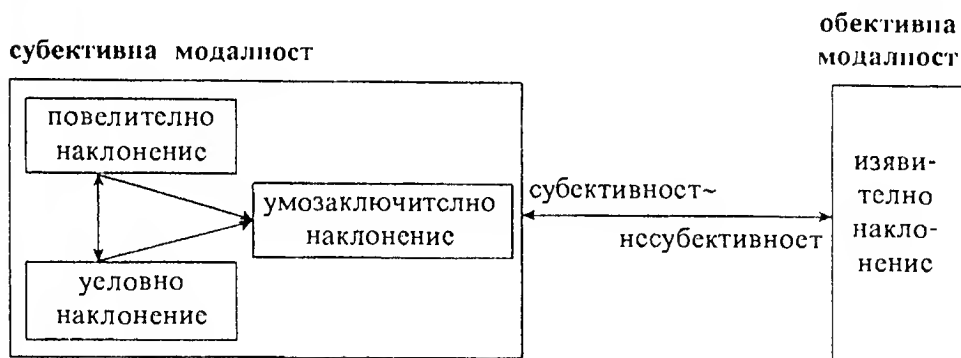 субективна модалност
обективна
модалност
повелително
наклонение
умозаключително
наклонение
условно
наклонение
субективност~
несубективност
изяви-
телно
накло-
нение